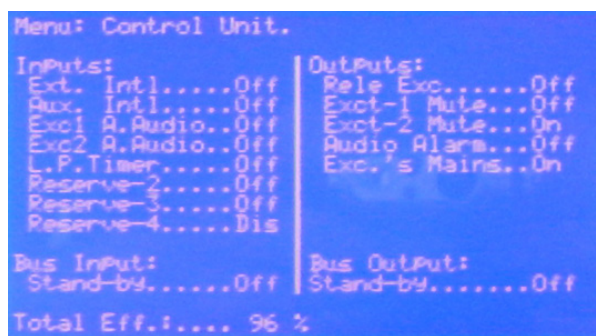 Menu: Control Unit.
Inputs:
Ext. Intl.....Off
Aux. Intl.....Off
Exc1 A.Audio..Off
Exc2 A.Audio..Off
L.P.Timer.....Off
Reserve-2.....Off
Reserve-3.....Off
Reserve-4.....Dis
Bus Input:
Stand-by......Off
Outputs:
Rele Exc......Off
Exct-1 Mute...Off
Exct-2 Mute...On
Audio Alarm...Off
Exc.'s Mains..On
Bus Output:
Stand-by.......Off
Total Eff.:.... 96 %